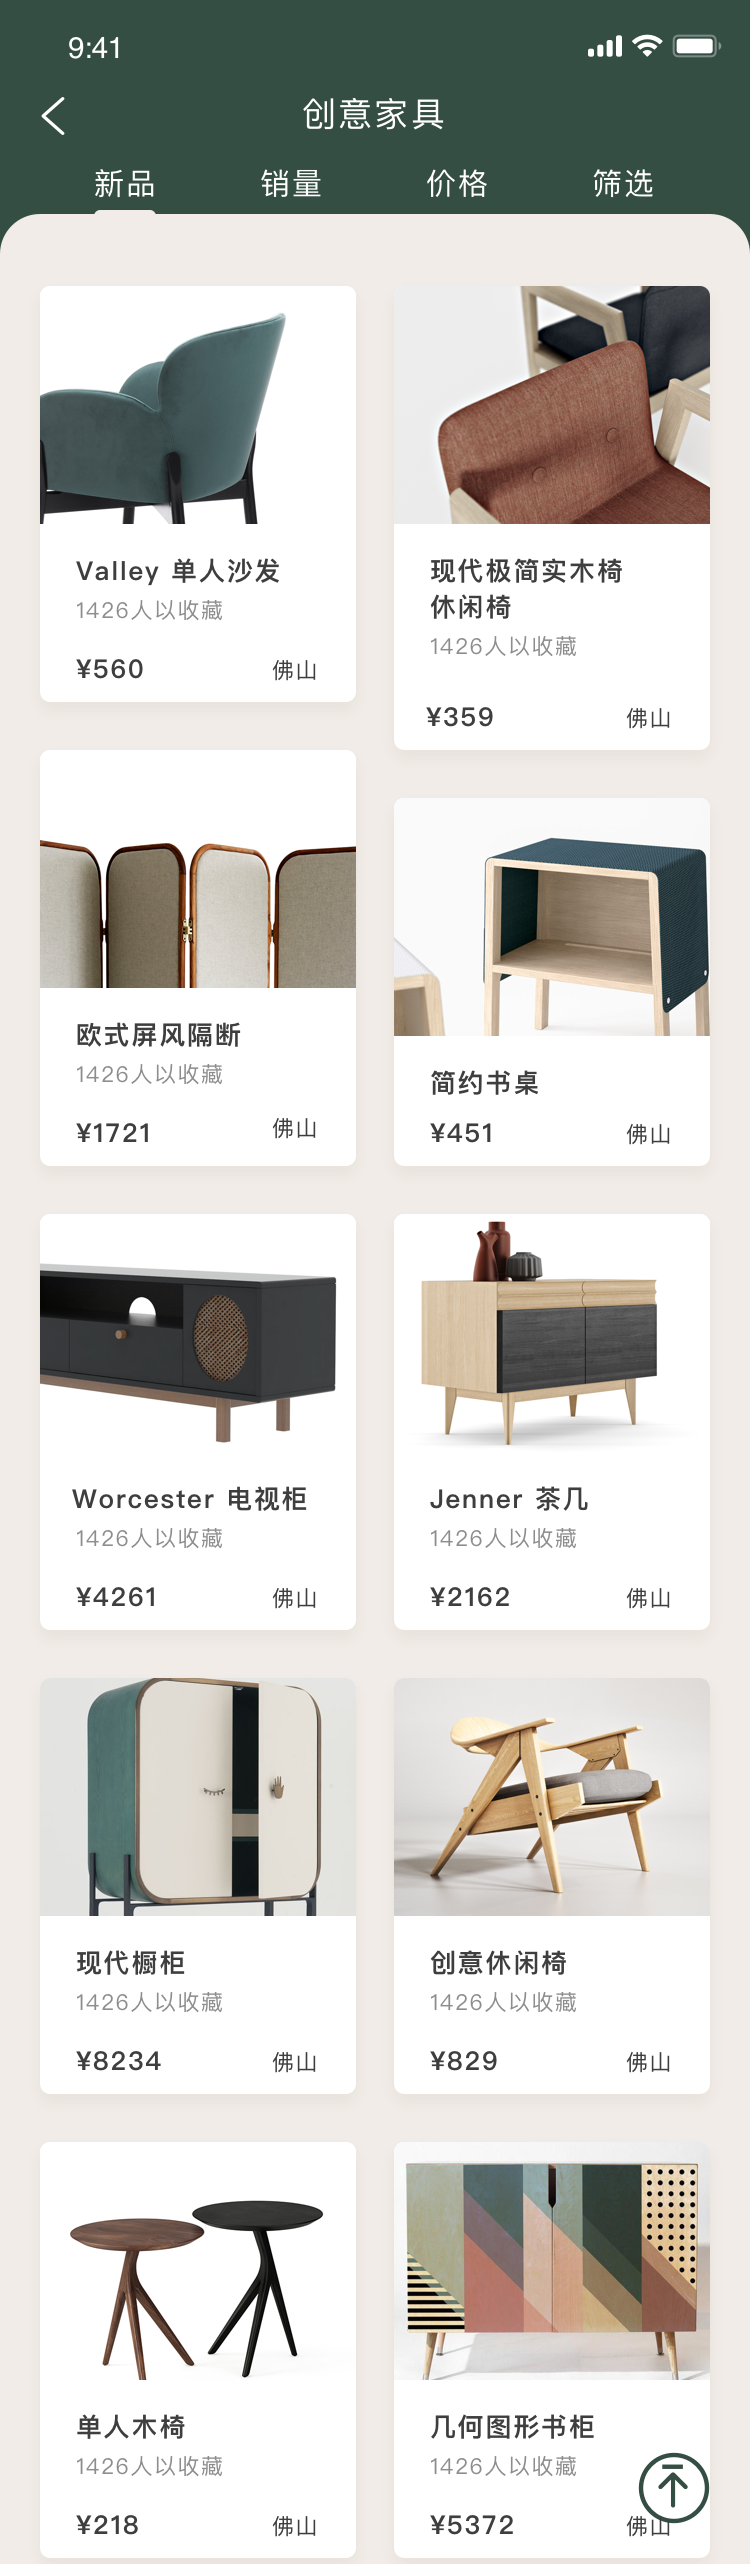 9:41
创意家具
新品
销量
价格
筛选
Valley 单人沙发
1426人以收藏
¥560
佛山
现代极简实木椅
休闲椅
1426人以收藏
¥359
佛山
欧式屏风隔断
1426人以收藏
¥1721
佛山
简约书桌
¥451
佛山
Worcester 电视柜
1426人以收藏
¥4261
佛山
Jenner 茶几
1426人以收藏
¥2162
佛山
现代橱柜
1426人以收藏
¥8234
佛山
创意休闲椅
1426人以收藏
¥829
佛山
单人木椅
1426人以收藏
¥218
佛山
几何图形书柜
1426人以收藏
¥5372
佛山